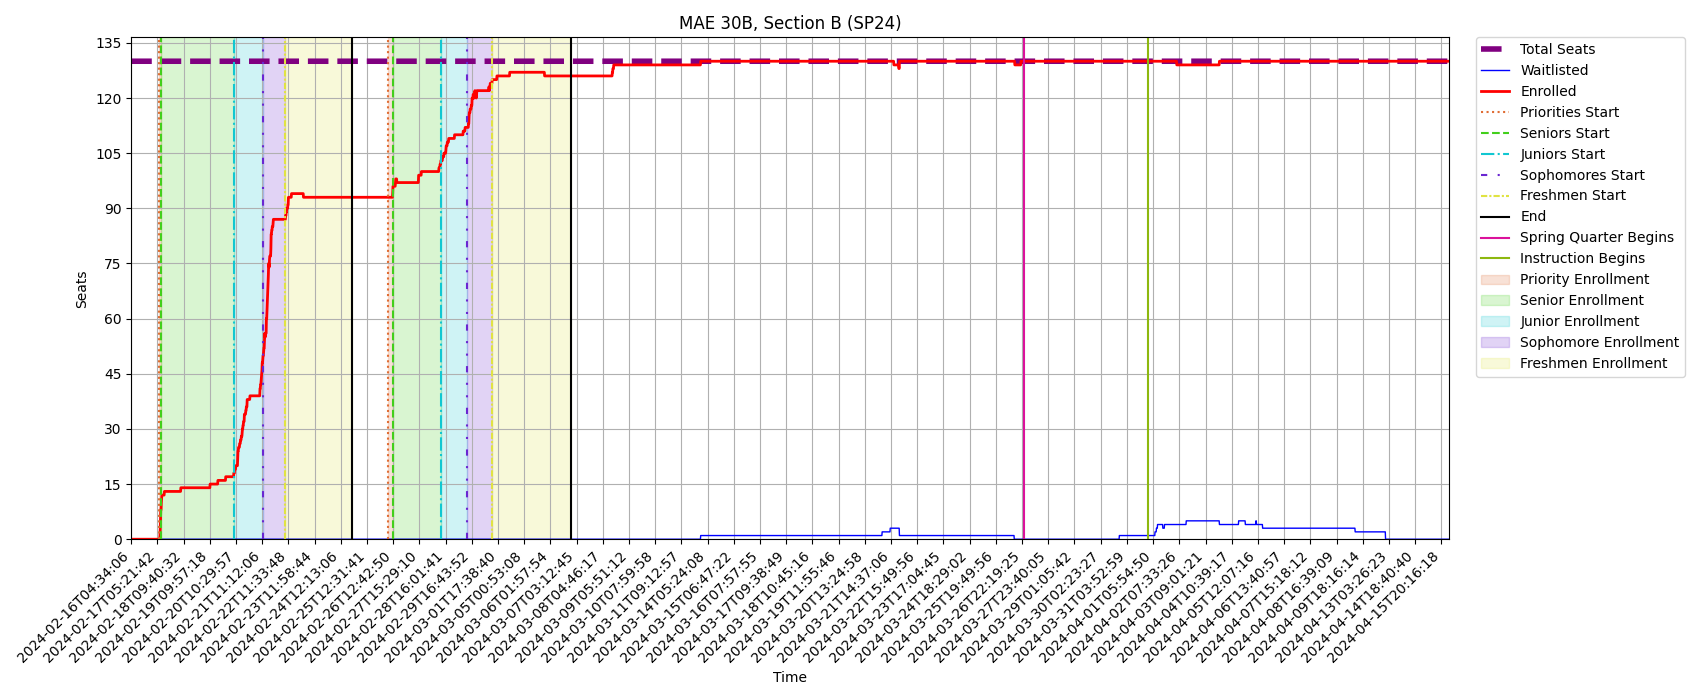 MAE 30B, Section B (SP24)
Seats
135
120
105
90
75
60
45
30
15
0
2024-02-16T04:34:06
2024-02-17T05:21:42
2024-02-18T09:40:32
2024-02-19T09:57:18
2024-02-20T10:29:57
2024-02-21T11:12:06
2024-02-22T11:33:48
2024-02-23T11:58:44
2024-02-24T12:13:06
2024-02-25T12:31:41
2024-02-26T12:42:50
2024-02-27T15:29:10
2024-02-28T16:01:41
2024-02-29T16:43:52
2024-03-01T17:38:40
2024-03-05T00:53:08
2024-03-06T01:57:54
2024-03-07T03:12:45
2024-03-08T04:46:17
2024-03-09T05:51:12
2024-03-10T07:59:58
2024-03-11T09:12:57
2024-03-14T05:24:08
2024-03-15T06:47:22
2024-03-16T07:57:55
2024-03-17T09:38:49
2024-03-18T10:45:16
2024-03-19T11:55:46
2024-03-20T13:24:58
2024-03-21T14:37:06
2024-03-22T15:49:56
2024-03-23T17:04:45
2024-03-24T18:29:02
2024-03-25T19:49:56
2024-03-26T22:19:25
2024-03-27T23:40:05
2024-03-29T01:05:42
2024-03-30T02:23:27
2024-03-31T03:52:59
2024-04-01T05:54:50
2024-04-02T07:33:26
2024-04-03T09:01:21
2024-04-04T10:39:17
2024-04-05T12:07:16
2024-04-06T13:40:57
2024-04-07T15:18:12
2024-04-08T16:39:09
2024-04-09T18:16:14
2024-04-13T03:26:23
2024-04-14T18:40:40
2024-04-15T20:16:18
Time
Total Seats
Waitlisted
Enrolled
Priorities Start
Seniors Start
Juniors Start
Sophomores Start
Freshmen Start
End
Spring Quarter Begins
Instruction Begins
Priority Enrollment
Senior Enrollment
Junior Enrollment
Sophomore Enrollment
Freshmen Enrollment